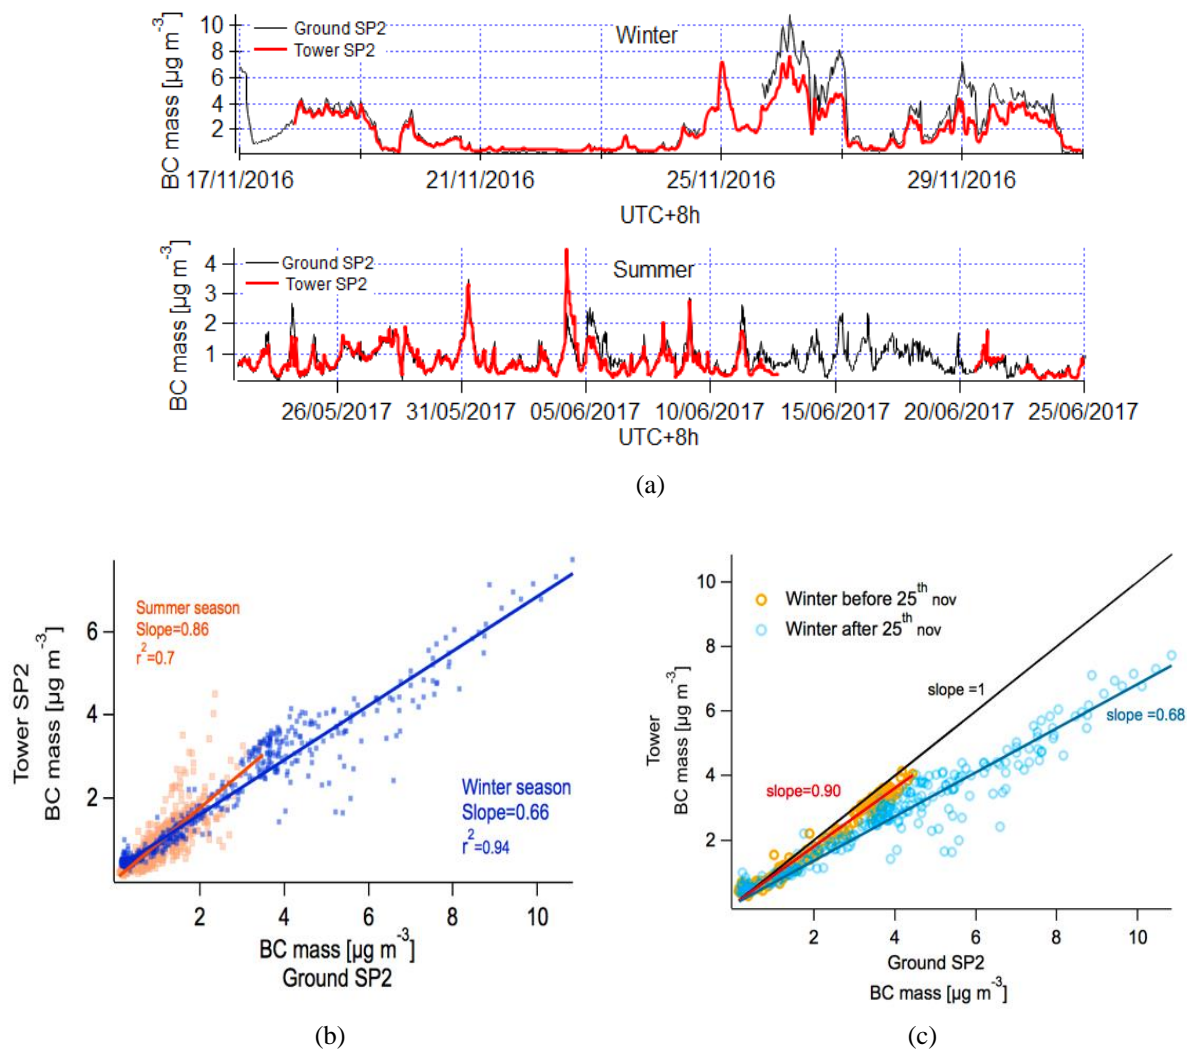 BC mass [µg m-3]
10
8
6
4
2
Ground SP2
Tower SP2
Winter
17/11/2016
21/11/2016
25/11/2016
29/11/2016
UTC+8h
BC mass [µg m-3]
4
3
2
1
Ground SP2
Tower SP2
Summer
26/05/2017
31/05/2017
05/06/2017
10/06/2017
15/06/2017
20/06/2017
25/06/2017
UTC+8h
(a)
Tower SP2
BC mass [µg m-3]
6
4
2
Summer season
Slope=0.86
r2=0.7
Winter season
Slope=0.66
r2=0.94
2
4
6
8
10
BC mass [µg m-3]
Ground SP2
(b)
Tower
BC mass [µg m-3]
10
8
6
4
2
Winter before 25th nov
Winter after 25th nov
slope =1
slope =0.68
slope=0.90
2
4
6
8
10
Ground SP2
BC mass [µg m-3]
(c)